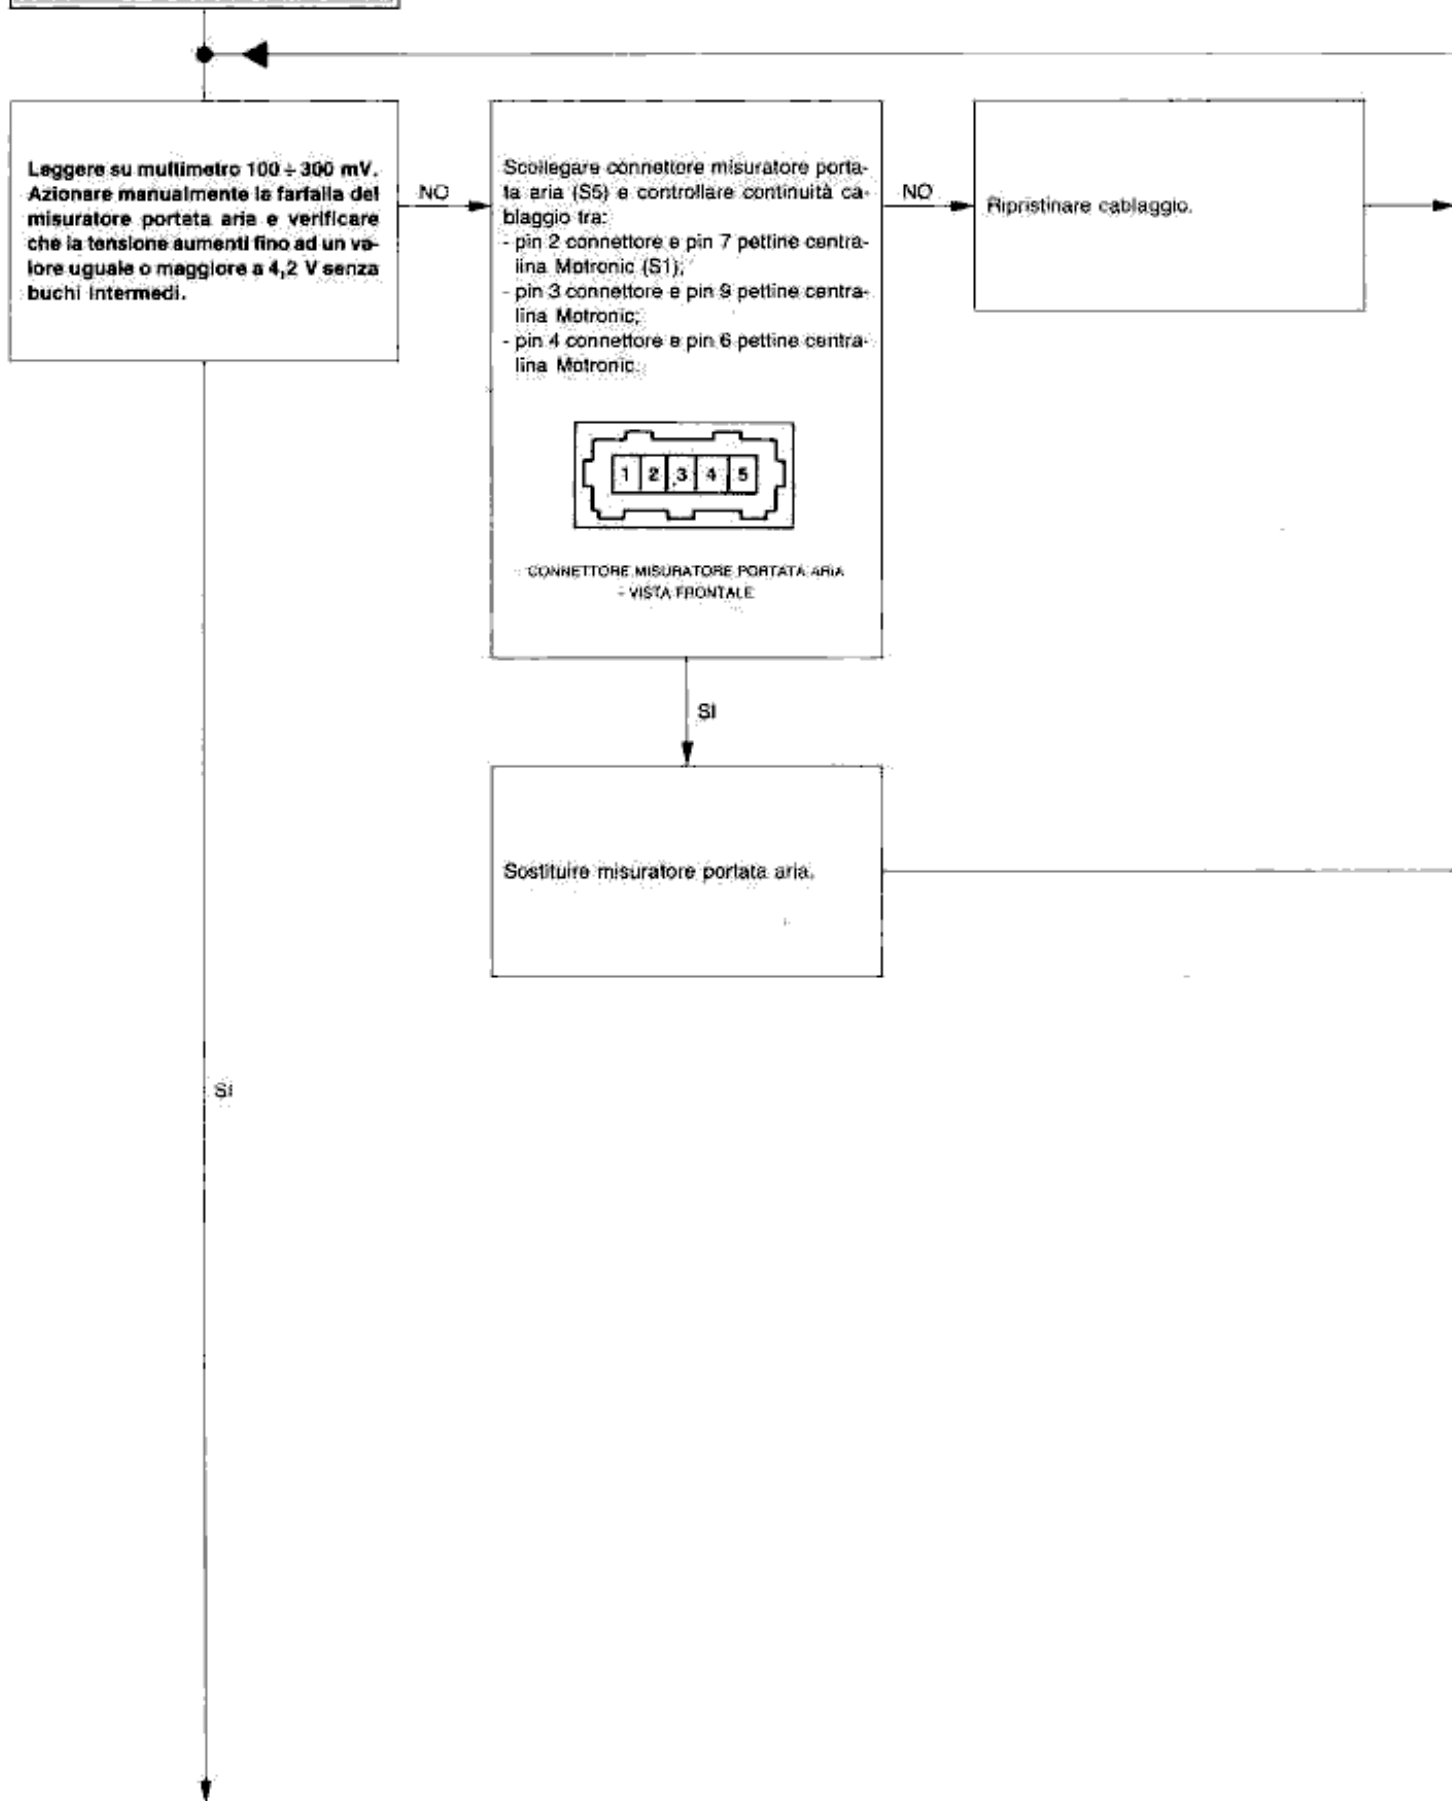 Leggere su multimetro 100 ÷ 300 mV.
Azionare manualmente la farfalla del
misuratore portata aria e verificare
che la tensione aumenti fino ad un va-
lore uguale o maggiore a 4,2 V senza
buchi intermedi.
NO
Scollegare connettore misuratore porta-
ta aria (S5) e controllare continuità ca-
blaggio tra:
- pin 2 connettore e pin 7 pettine centra-
lina Motronic (S1);
- pin 3 connettore e pin 9 pettine centra-
lina Motronic;
- pin 4 connettore e pin 6 pettine centra-
lina Motronic.
1 2 3 4 5
CONNETTORE MISURATORE PORTATA ARIA
- VISTA FRONTALE
NO
Ripristinare cablaggio.
SI
Sostituire misuratore portata aria.
SI